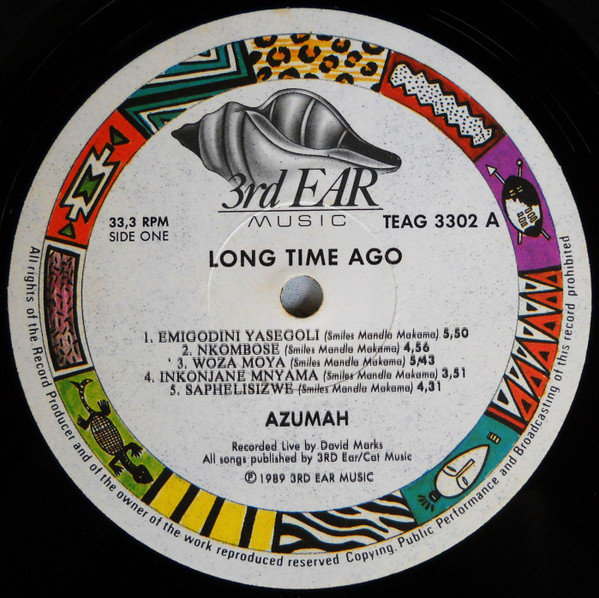 3rd EAR
MUSIC
33,3 RPM
SIDE ONE
TEAG 3302 A
LONG TIME AGO
1. EMIGODINI YASEGOLI (Smiles Mandla Makama) 5,50
2. NKOMBOSE (Smiles Mandla Makama) 4,56
3. WOZA MOYA (Smiles Mandla Makama) 5,43
4. INKONJANE MNYAMA (Smiles Mandla Makama) 3,51
5. SAPHELISIZWE (Smiles Mandla Makama) 4,31
AZUMAH
Recorded Live by David Marks
All songs published by 3RD Ear/Cat Music
℗ 1989 3RD EAR MUSIC
All rights of the Record Producer and of the owner of the work reproduced reserved Copying, Public Performance and Broadcasting of this record prohibited